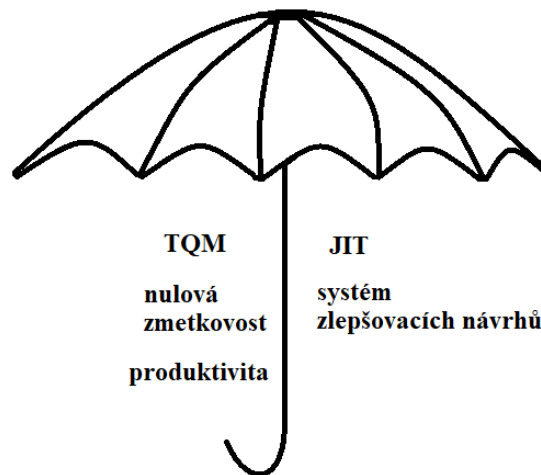 TQM
nulová
zmetkovost
produktivita
JIT
systém
zlepšovacích návrhů